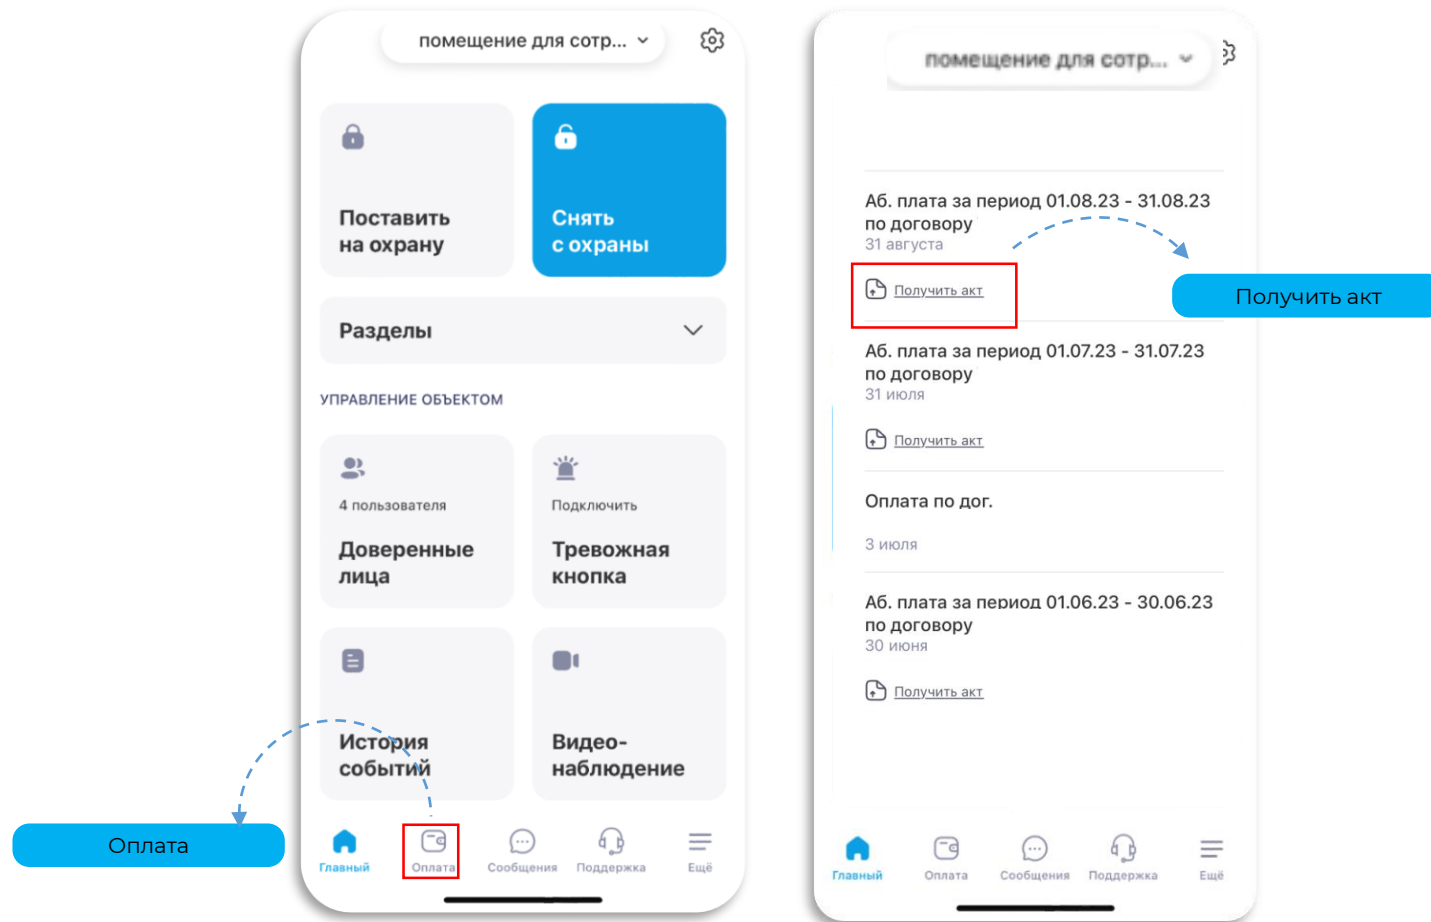 помещение для сотр...
Поставить
на охрану
Снять
с охраны
Разделы
УПРАВЛЕНИЕ ОБЪЕКТОМ
4 пользователя
Доверенные
лица
Подключить
Тревожная
кнопка
История
событий
Видео-
наблюдение
Главный
Оплата
Сообщения
Поддержка
Ещё
Оплата
помещение для сотр...
Аб. плата за период 01.08.23 - 31.08.23
по договору
31 августа
Получить акт
Получить акт
Аб. плата за период 01.07.23 - 31.07.23
по договору
31 июля
Получить акт
Оплата по дог.
3 июля
Аб. плата за период 01.06.23 - 30.06.23
по договору
30 июня
Получить акт
Главный
Оплата
Сообщения
Поддержка
Ещё